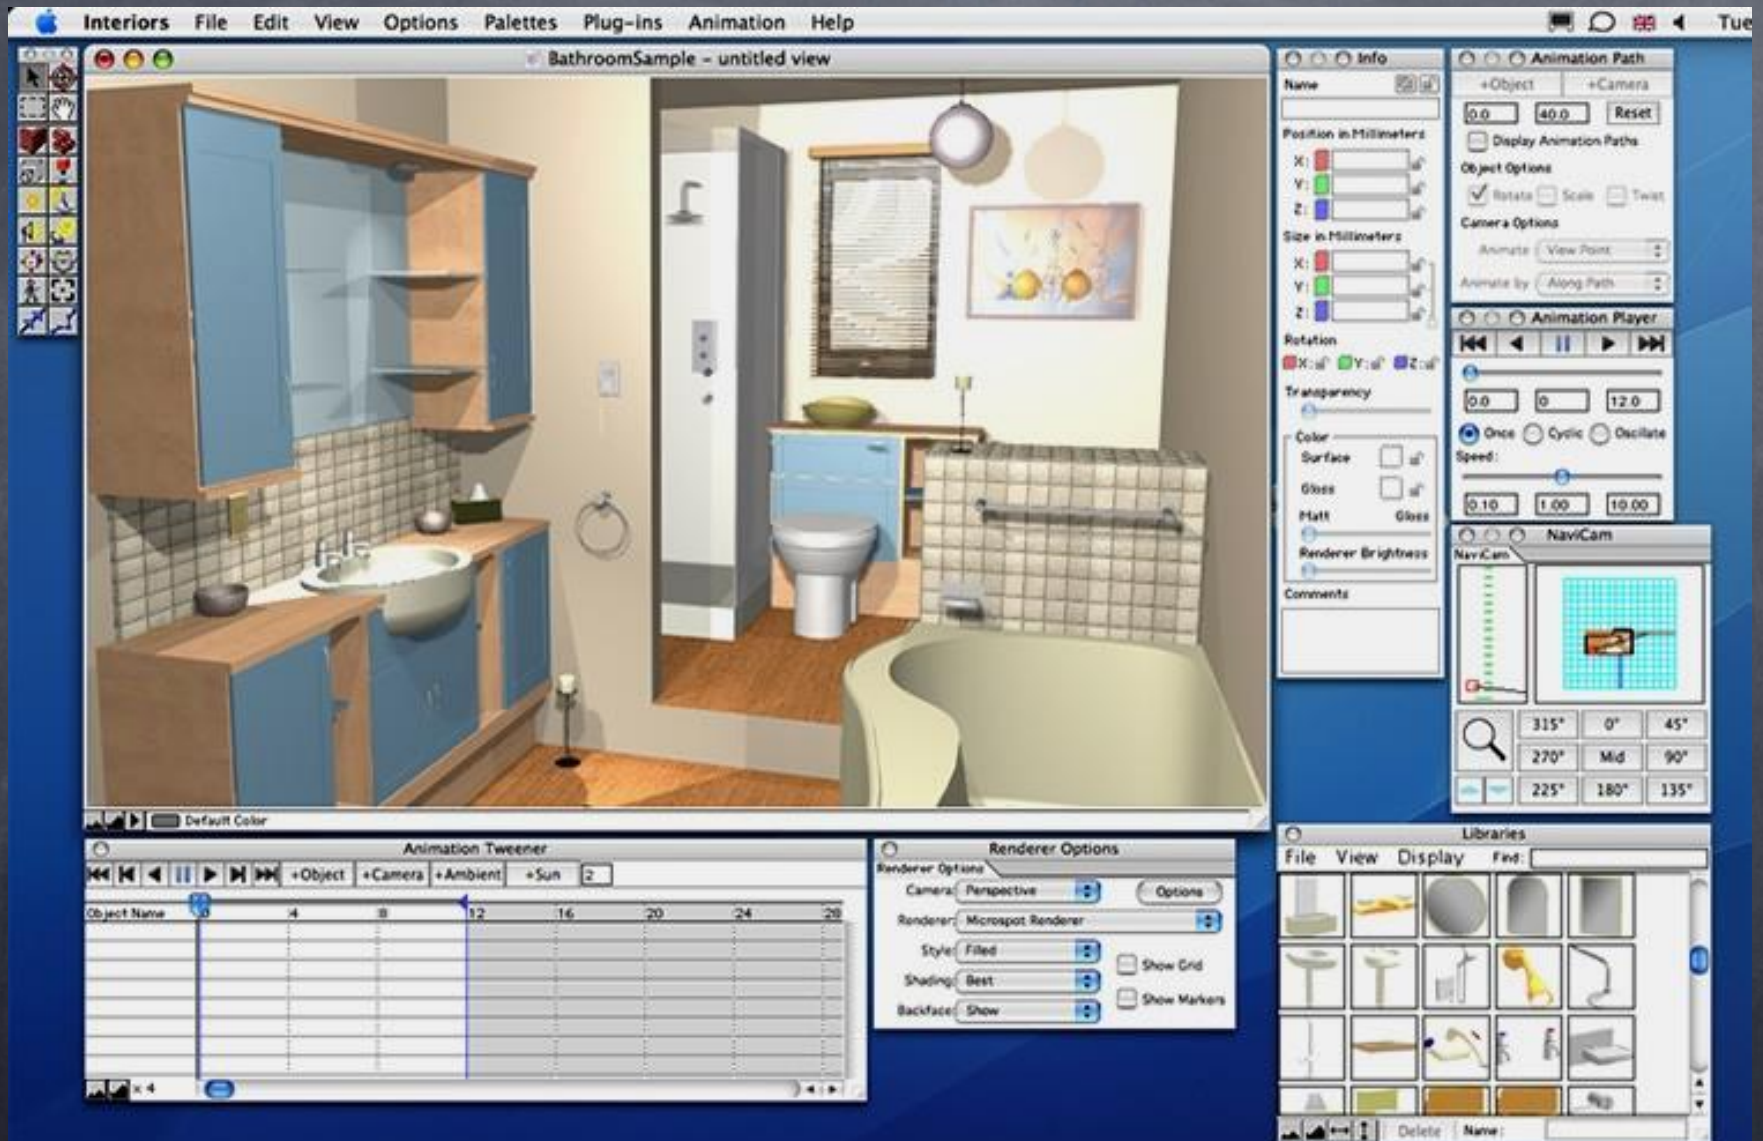 Interiors File Edit View Options Palettes Plug-ins Animation Help Tue
BathroomSample - untitled view
Default Color
Info
Name
Position in Millimeters
X:
Y:
Z:
Size in Millimeters
X:
Y:
Z:
Rotation
X: Y: Z:
Transparency
Color
Surface
Gloss
Matt Gloss
Renderer Brightness
Comments
Animation Path
+Object +Camera
0.0 40.0 Reset
Display Animation Paths
Object Options
Rotate Scale Twist
Camera Options
Animate View Point
Animate by Along Path
Animation Player
0.0 0 12.0
Once Cyclic Oscillate
Speed:
0.10 1.00 10.00
NaviCam
NaviCam
315° 0° 45°
270° Mid 90°
225° 180° 135°
Animation Tweener
+Object +Camera +Ambient +Sun 2
Object Name 0 4 8 12 16 20 24 28
x 4
Renderer Options
Renderer Options
Camera: Perspective Options
Renderer: Microspot Renderer
Style: Filled
Show Grid
Shading: Best
Show Markers
Backface: Show
Libraries
File View Display Find:
Delete Name: